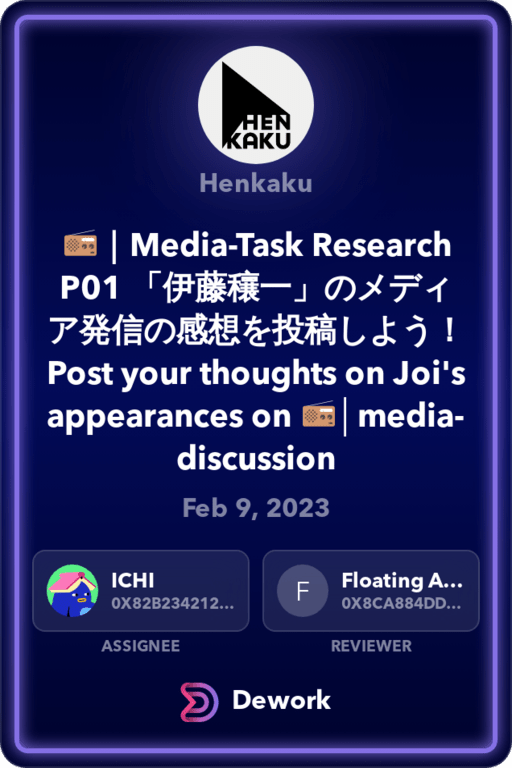 HEN
KAKU
Henkaku
📻 | Media-Task Research
P01 「伊藤穰一」のメディ
ア発信の感想を投稿しよう！
Post your thoughts on Joi's
appearances on 📻│media-
discussion
Feb 9, 2023
ICHI
0X82B234212...
F
Floating A...
0X8CA884DD...
ASSIGNEE
REVIEWER
Dework